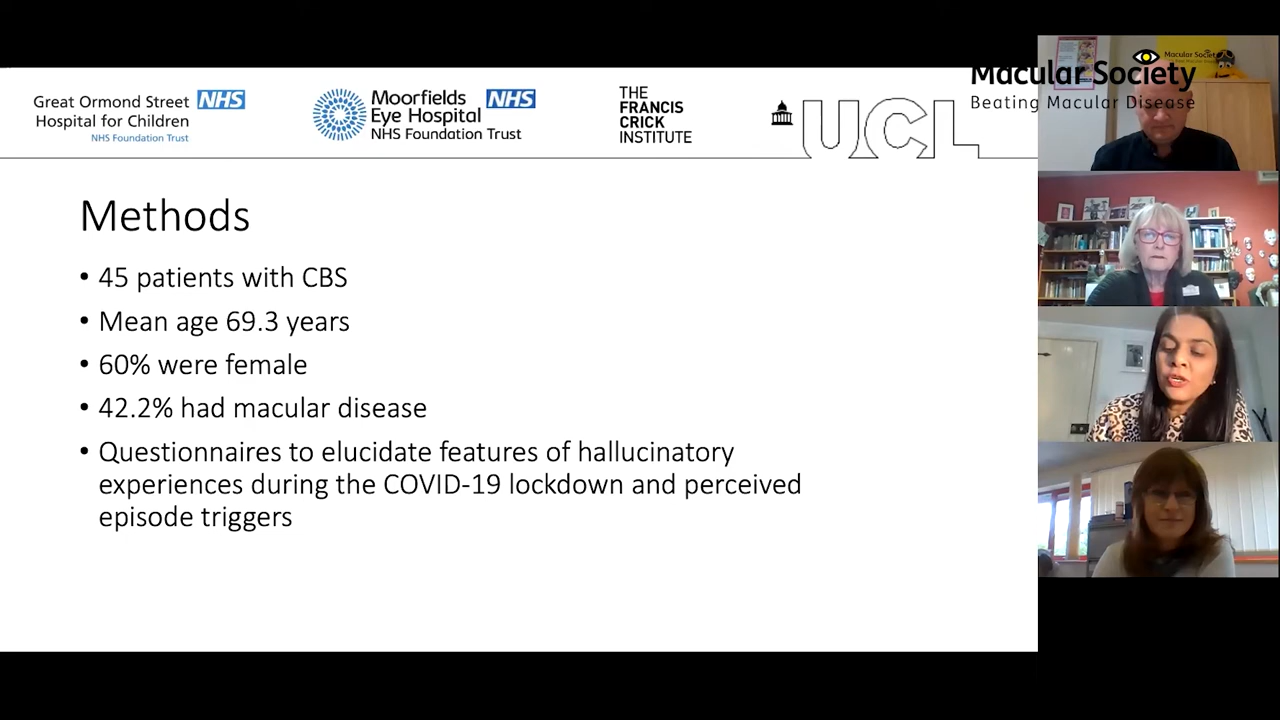 Great Ormond Street NHS
Hospital for Children
NHS Foundation Trust
Moorfields NHS
Eye Hospital
NHS Foundation Trust
THE
FRANCIS
CRICK
INSTITUTE
UCL
Macular Society
Beating Macular Disease
Macular Society
Methods
• 45 patients with CBS
• Mean age 69.3 years
• 60% were female
• 42.2% had macular disease
• Questionnaires to elucidate features of hallucinatory
experiences during the COVID-19 lockdown and perceived
episode triggers